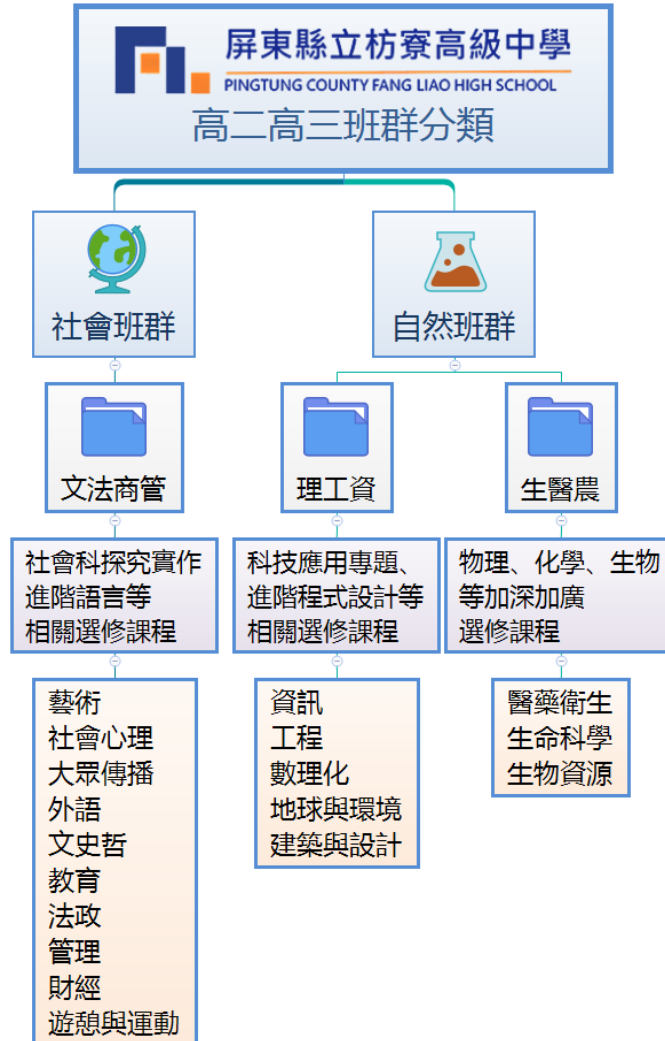 屏東縣立枋寮高級中學
PINGTUNG COUNTY FANG LIAO HIGH SCHOOL
高二高三班群分類
社會班群
自然班群
文法商管
理工資
生醫農
社會科探究實作
進階語言等
相關選修課程
科技應用專題、
進階程式設計等
相關選修課程
物理、化學、生物
等加深加廣
選修課程
藝術
社會心理
大眾傳播
外語
文史哲
教育
法政
管理
財經
遊憩與運動
資訊
工程
數理化
地球與環境
建築與設計
醫藥衛生
生命科學
生物資源